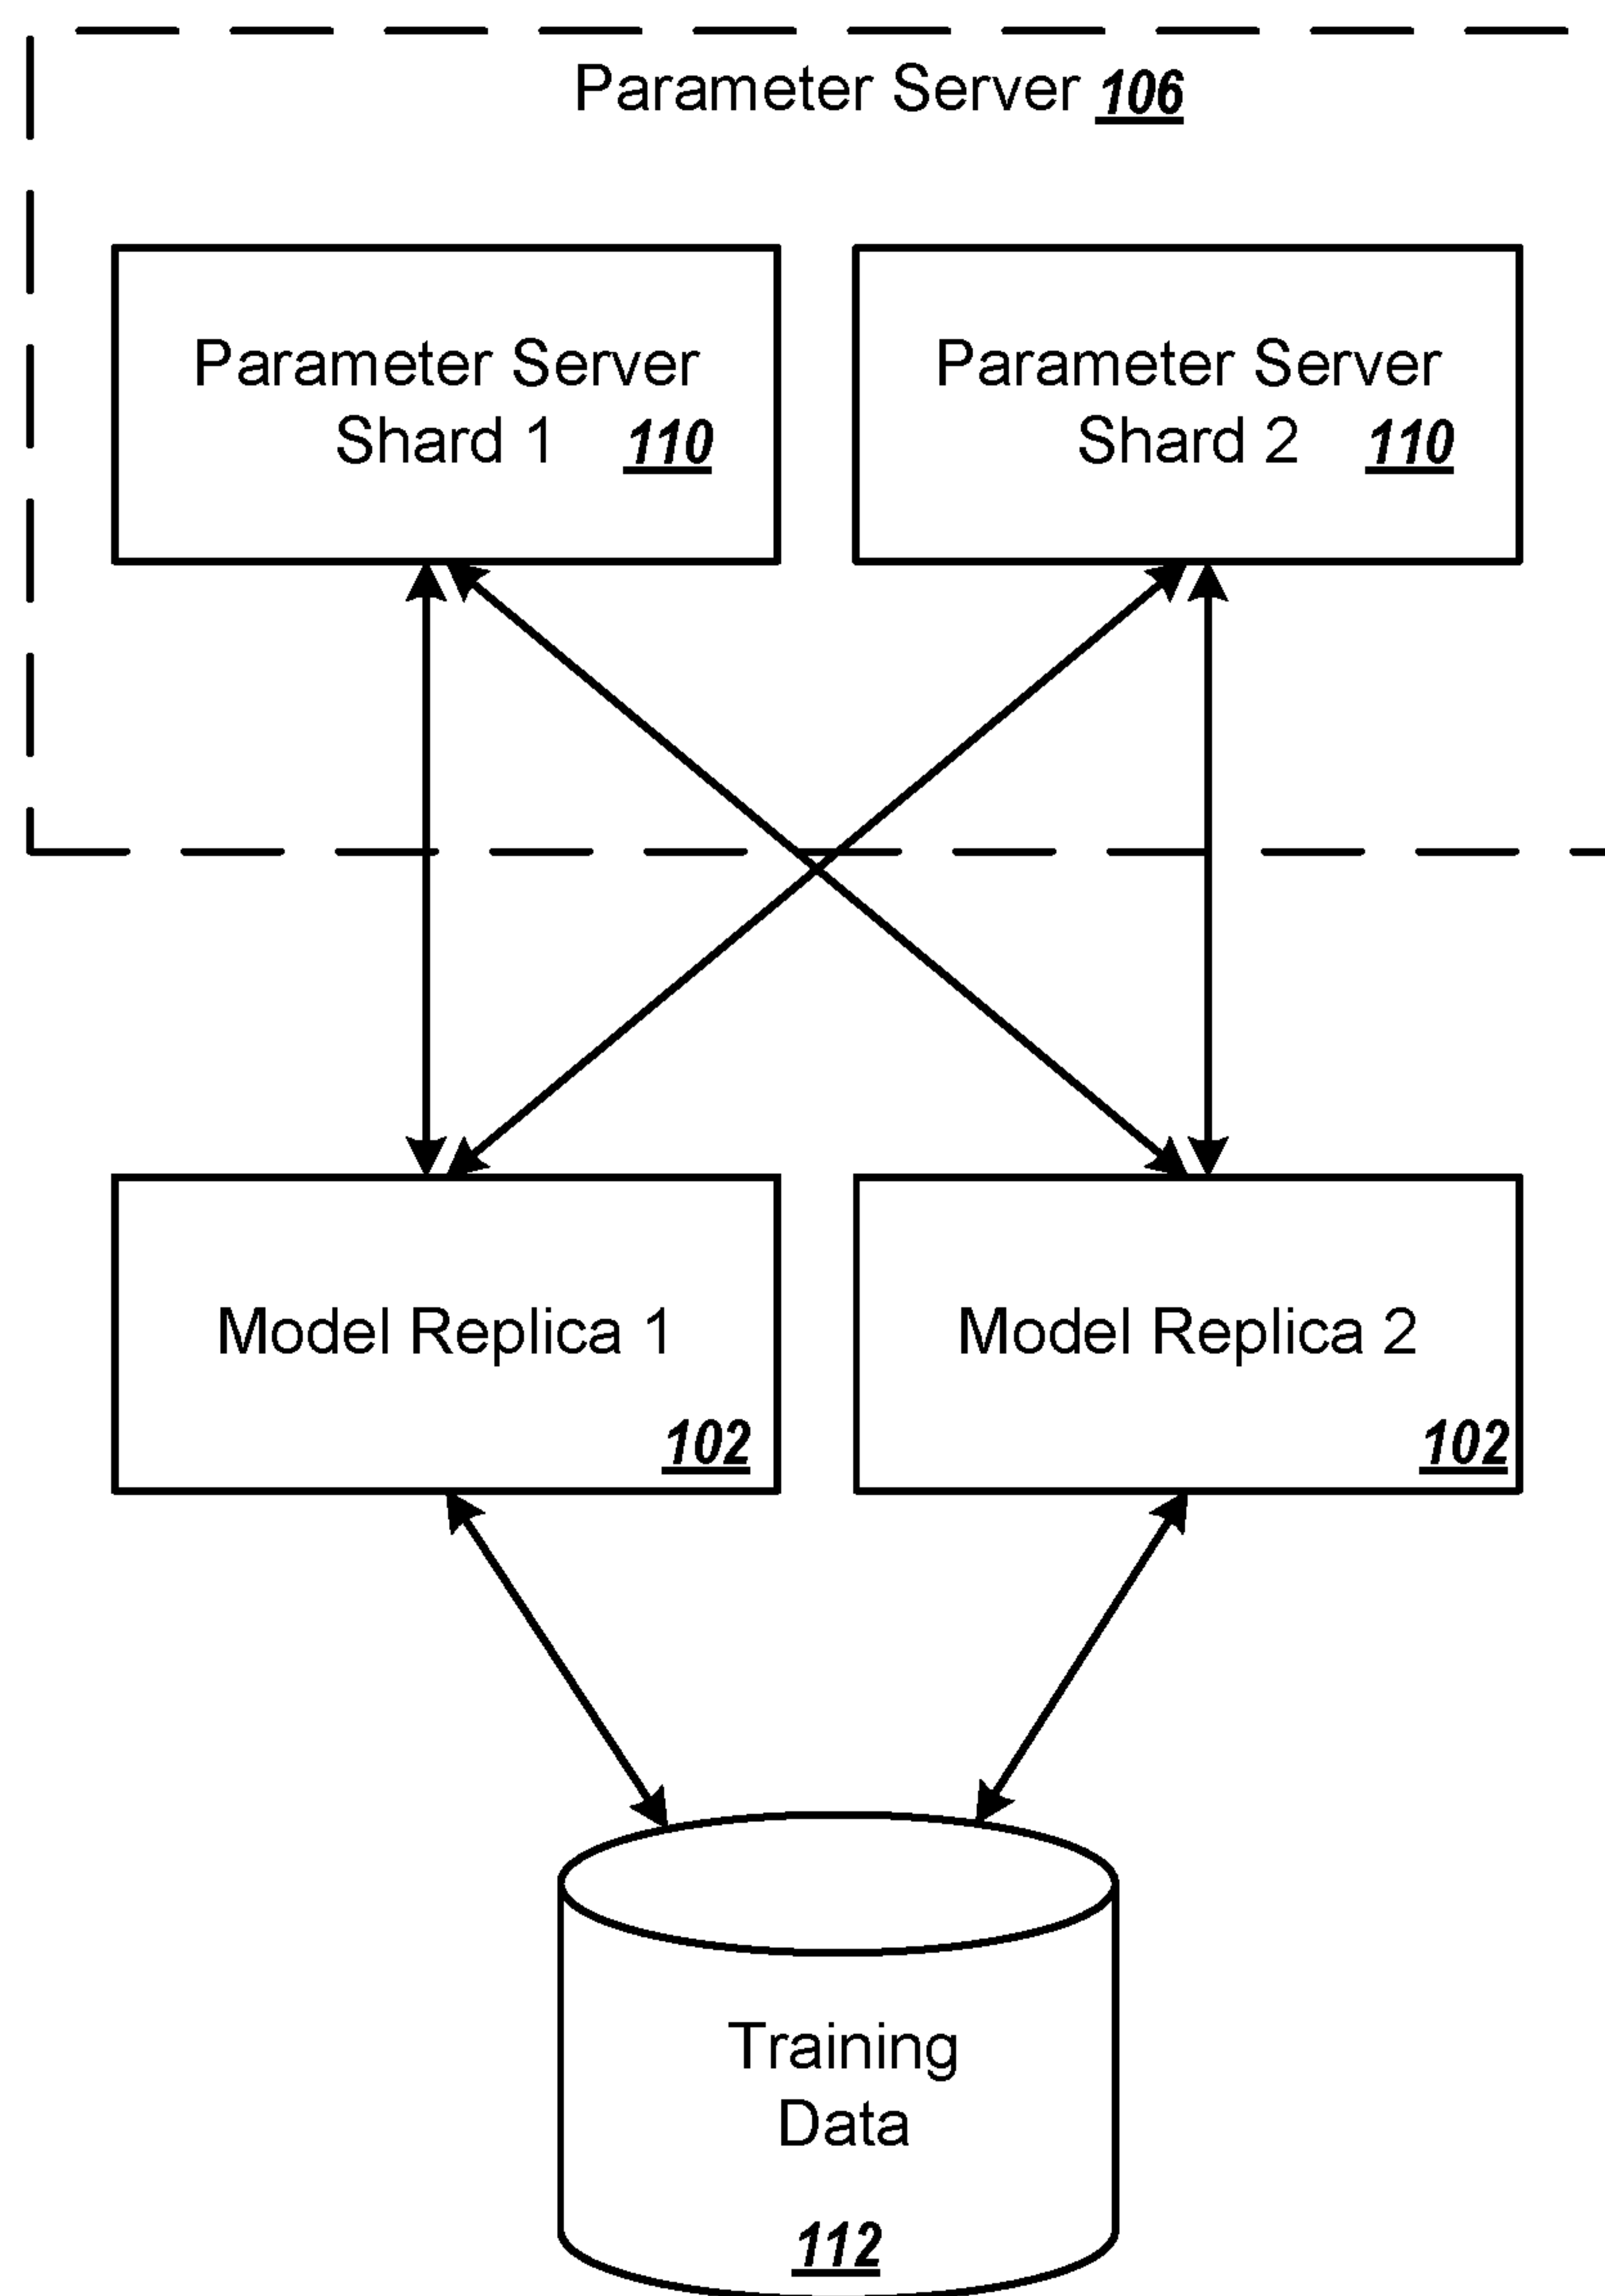 Parameter Server 106
Parameter Server
Shard 1 110
Parameter Server
Shard 2 110
Model Replica 1
102
Model Replica 2
102
Training
Data
112